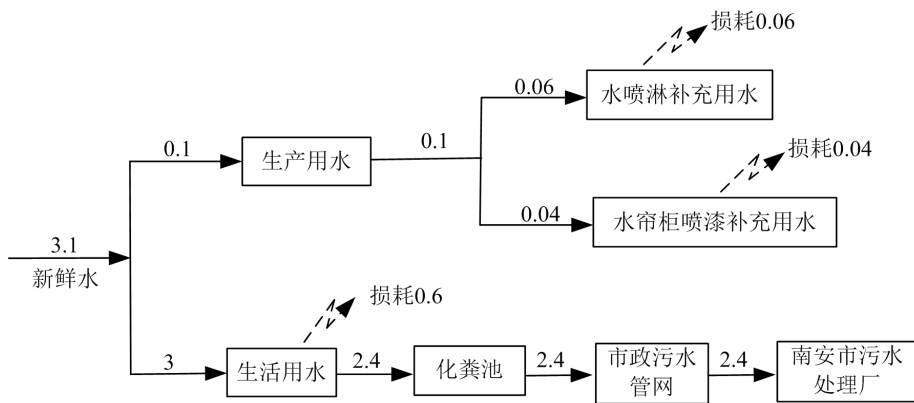 损耗0.06
0.06
水喷淋补充用水
0.1
生产用水
0.1
损耗0.04
0.04
水帘柜喷漆补充用水
3.1
新鲜水
损耗0.6
3
生活用水
2.4
化粪池
2.4
市政污水
管网
2.4
南安市污水
处理厂